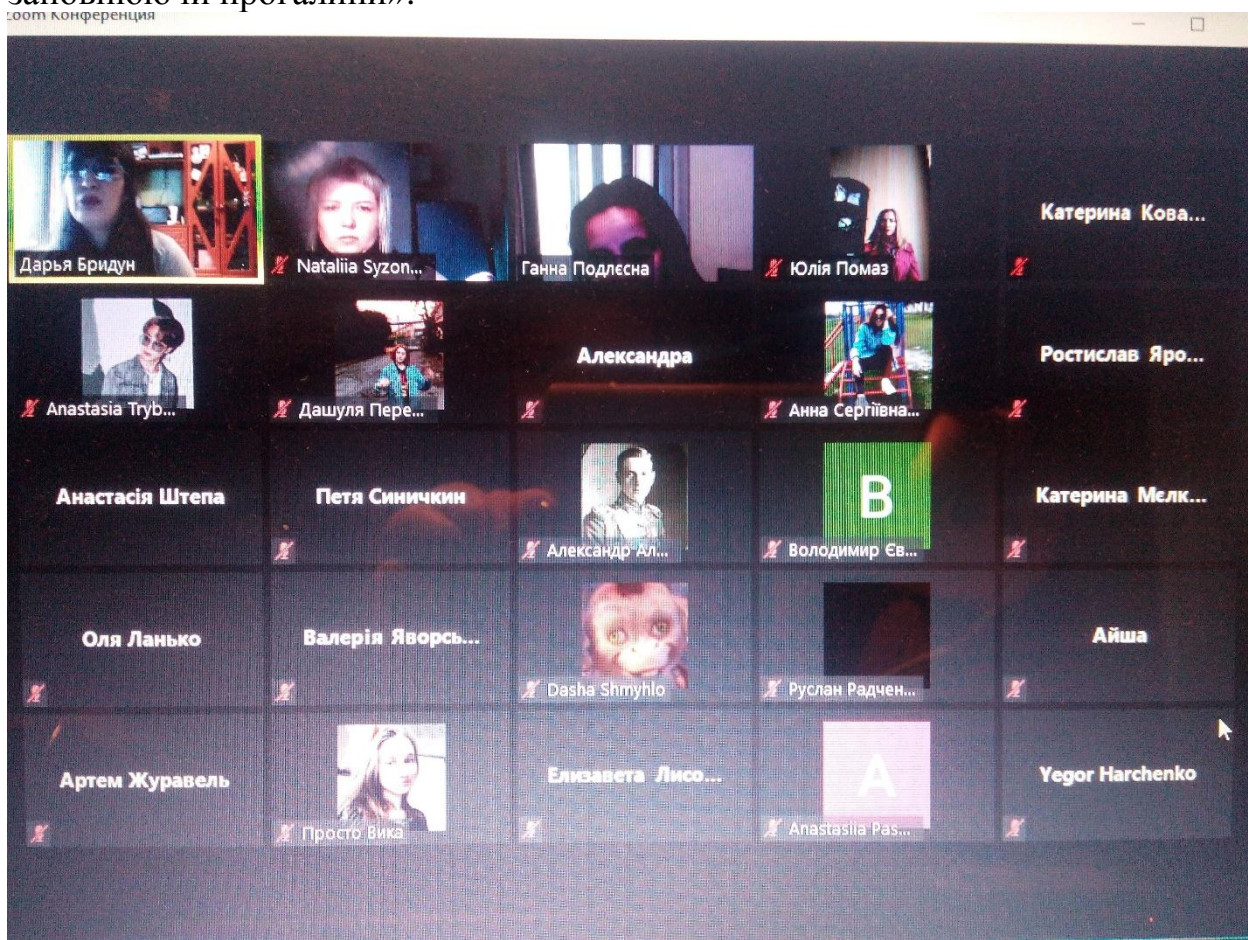 заповнюючи прогалини».
Zoom Конференция
Дарья Бридун
Nataliia Syzon...
Ганна Подлєсна
Юлія Помаз
Катерина Кова...
Anastasia Tryb...
Дашуля Пере...
Александра
Анна Сергіївна...
Ростислав Яро...
Анастасія Штепа
Петя Синичкин
Александр Ал...
В
Володимир Єв...
Катерина Мєлк...
Оля Ланько
Валерія Яворсь...
Dasha Shmyhlo
Руслан Радчен...
Айша
Артем Журавель
Просто Вика
Елизавета Лисо...
A
Anastasiia Pas...
Yegor Harchenko